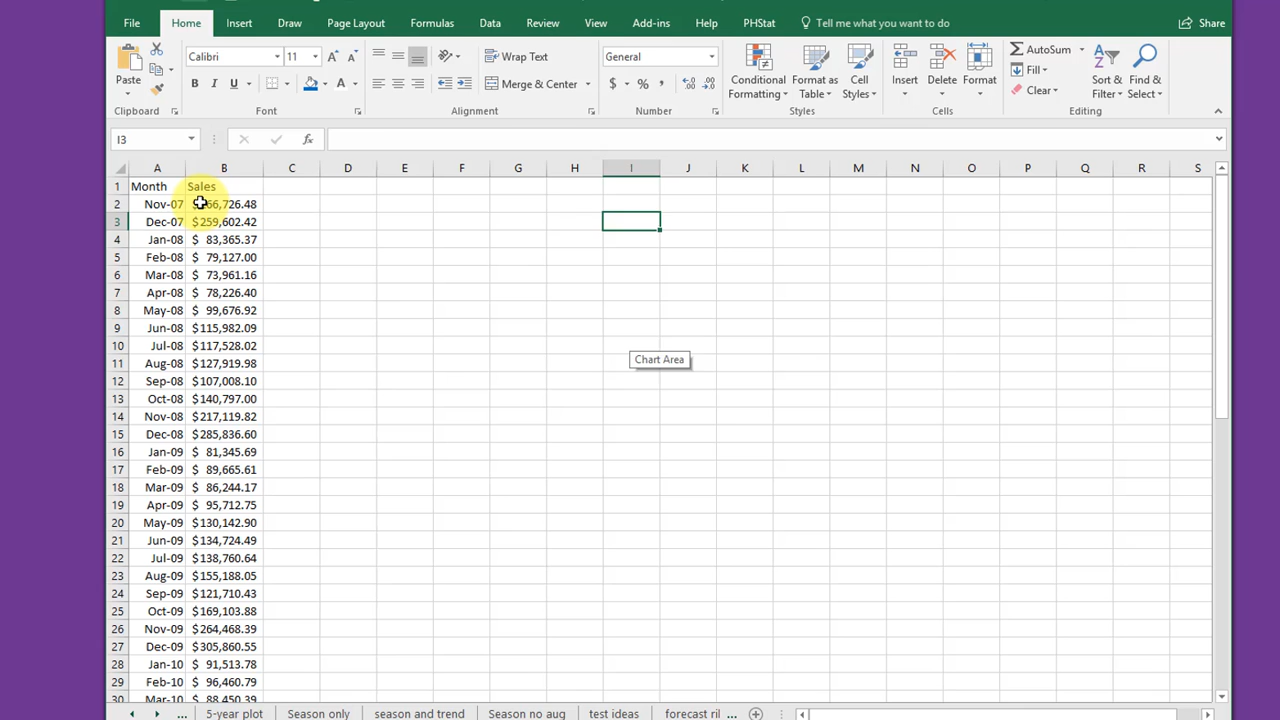 File Home Insert Draw Page Layout Formulas Data Review View Add-ins Help PHStat Tell me what you want to do Share
Calibri 11 A A Wrap Text General AutoSum
Paste B I U A Merge & Center $ % , Conditional Formatting Format as Table Cell Styles Insert Delete Format Fill Clear Sort & Filter Find & Select
Clipboard Font Alignment Number Styles Cells Editing
I3 fx
A B C D E F G H I J K L M N O P Q R S
1 Month Sales
2 Nov-07 66,726.48
3 Dec-07 $259,602.42
4 Jan-08 $ 83,365.37
5 Feb-08 $ 79,127.00
6 Mar-08 $ 73,961.16
7 Apr-08 $ 78,226.40
8 May-08 $ 99,676.92
9 Jun-08 $115,982.09
10 Jul-08 $117,528.02
11 Aug-08 $127,919.98
Chart Area
12 Sep-08 $107,008.10
13 Oct-08 $140,797.00
14 Nov-08 $217,119.82
15 Dec-08 $285,836.60
16 Jan-09 $ 81,345.69
17 Feb-09 $ 89,665.61
18 Mar-09 $ 86,244.17
19 Apr-09 $ 95,712.75
20 May-09 $130,142.90
21 Jun-09 $134,724.49
22 Jul-09 $138,760.64
23 Aug-09 $155,188.05
24 Sep-09 $121,710.43
25 Oct-09 $169,103.88
26 Nov-09 $264,468.39
27 Dec-09 $305,860.55
28 Jan-10 $ 91,513.78
29 Feb-10 $ 96,460.79
30 Mar-10 $ 88,450.39
... 5-year plot Season only season and trend Season no aug test ideas forecast ril ...